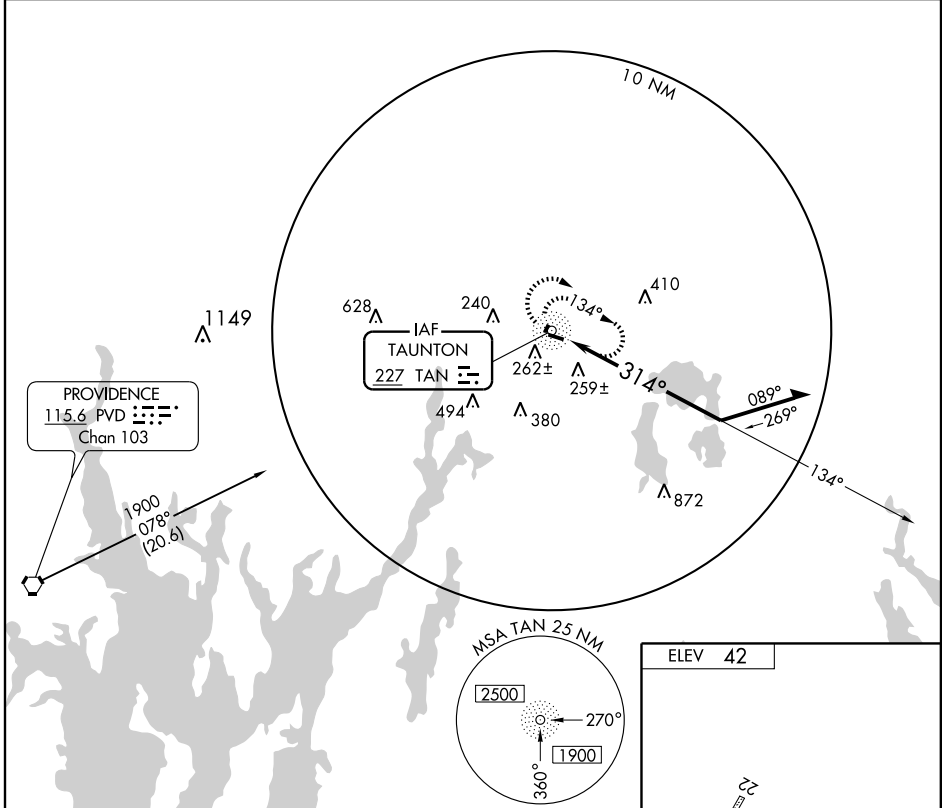 10 NM
1149
628
240
410
134°
IAF
TAUNTON
227 TAN
262±
259±
314°
494
380
089°
269°
134°
872
PROVIDENCE
115.6 PVD
Chan 103
1900
078°
(20.6)
MSA TAN 25 NM
2500
270°
1900
360°
ELEV 42
22